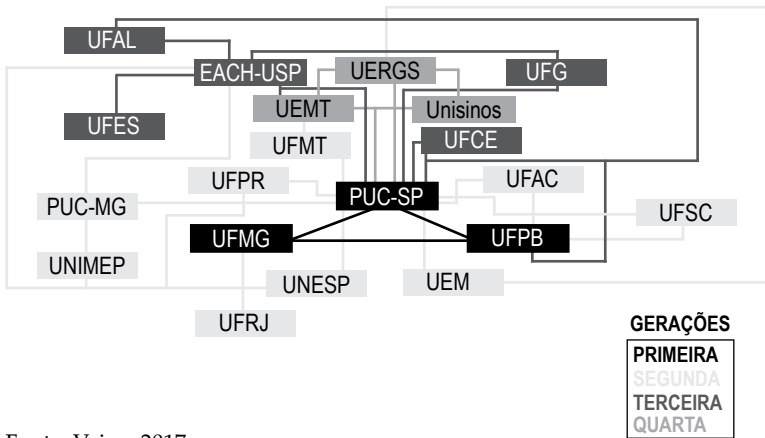 UFAL
EACH-USP
UERGS
UFG
UEMT
Unisinos
UFES
UFMT
UFCE
UFPR
PUC-SP
UFAC
PUC-MG
UFSC
UFMG
UFPB
UNIMEP
UNESP
UEM
UFRJ
GERAÇÕES
PRIMEIRA
SEGUNDA
TERCEIRA
QUARTA
2017